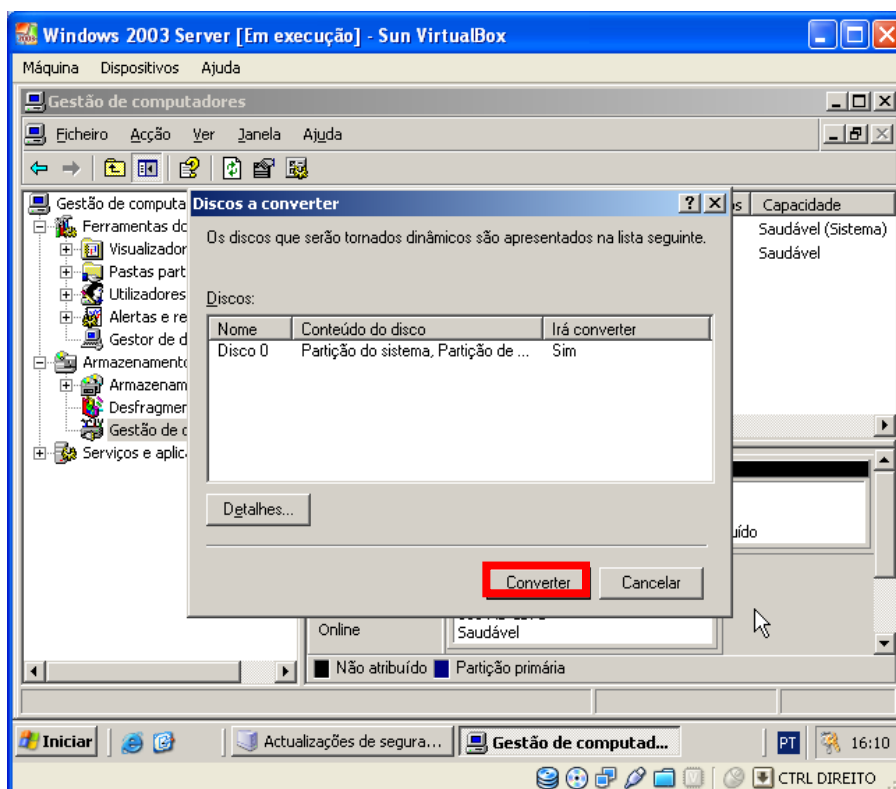 Windows 2003 Server [Em execução] - Sun VirtualBox
Máquina Dispositivos Ajuda
Gestão de computadores
Ficheiro Acção Ver Janela Ajuda
Gestão de computa
Ferramentas do
Visualizador
Pastas part
Utilizadores
Alertas e re
Gestor de d
Armazenamento
Armazenam
Desfragmen
Gestão de d
Serviços e aplic
Discos a converter
Os discos que serão tornados dinâmicos são apresentados na lista seguinte.
Discos:
Nome Conteúdo do disco Irá converter
Disco 0 Partição do sistema, Partição de ... Sim
Detalhes...
Converter Cancelar
Capacidade
Saudável (Sistema)
Saudável
uído
Online
Saudável
Não atribuído Partição primária
Iniciar Actualizações de segura... Gestão de computad... PT 16:10
CTRL DIREITO